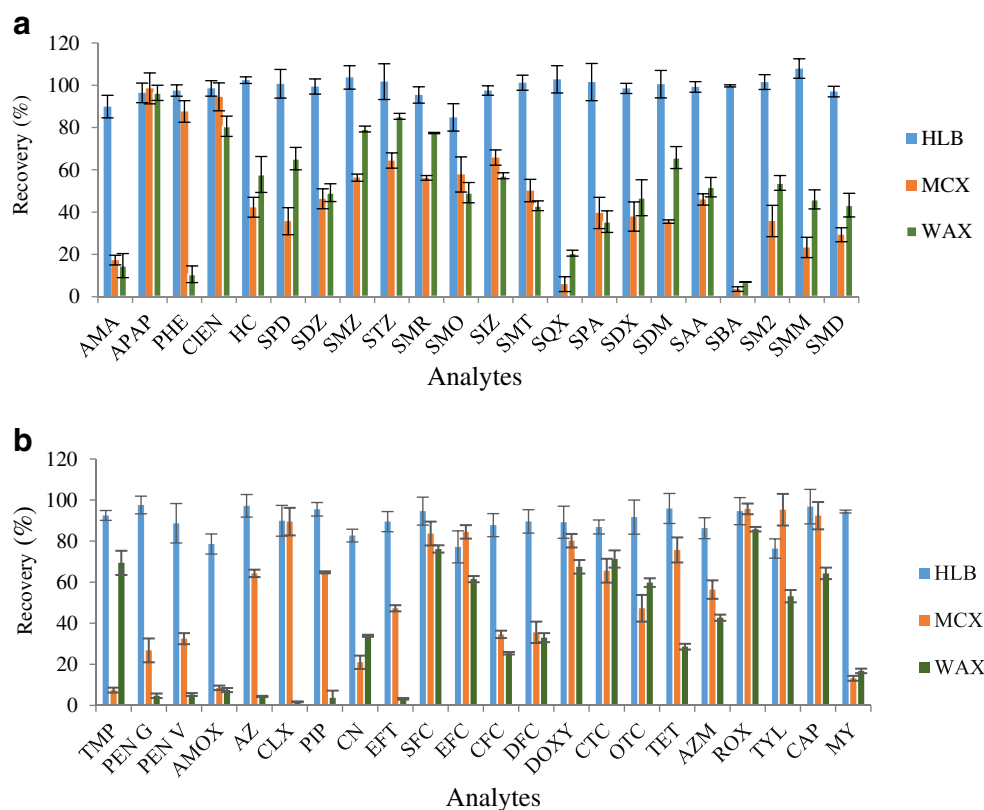 a
120
100
80
60
40
20
0
Recovery (%)
AMA APAP PHE CIEN HC SPD SDZ SMZ STZ SMR SMO SIZ SMT SQX SPA SDX SDM SAA SBA SM2 SMM SMD
Analytes
HLB
MCX
WAX
b
120
100
80
60
40
20
0
Recovery (%)
TMP PEN G PEN V AMOX AZ CLX PIP CN EFT SFC EFC CFC DFC DOXY CTC OTC TET AZM ROX TYL CAP MY
Analytes
HLB
MCX
WAX